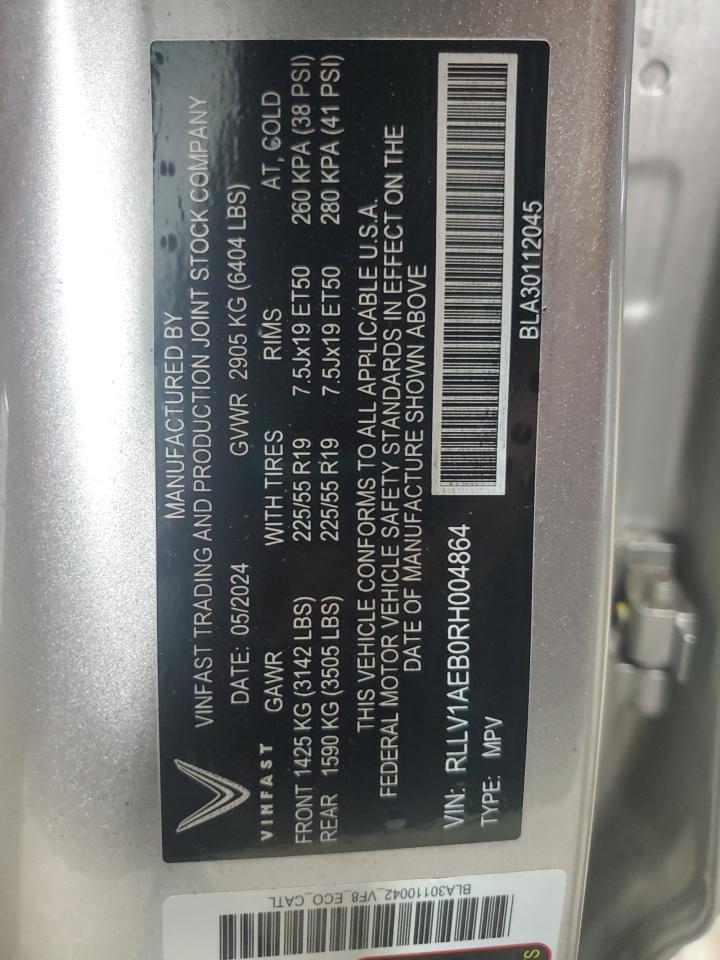 MANUFACTURED BY
VINFAST TRADING AND PRODUCTION JOINT STOCK COMPANY
DATE: 05/2024 GVWR 2905 KG (6404 LBS)
VINFAST
GAWR WITH TIRES RIMS AT, COLD
FRONT 1425 KG (3142 LBS) 225/55 R19 7.5Jx19 ET50 260 KPA (38 PSI)
REAR 1590 KG (3505 LBS) 225/55 R19 7.5Jx19 ET50 280 KPA (41 PSI)
THIS VEHICLE CONFORMS TO ALL APPLICABLE U.S.A.
FEDERAL MOTOR VEHICLE SAFETY STANDARDS IN EFFECT ON THE
DATE OF MANUFACTURE SHOWN ABOVE
VIN: RLLV1AEB0RH004864
TYPE: MPV
BLA30112045
BLA30110042_VF8_ECO_CATL